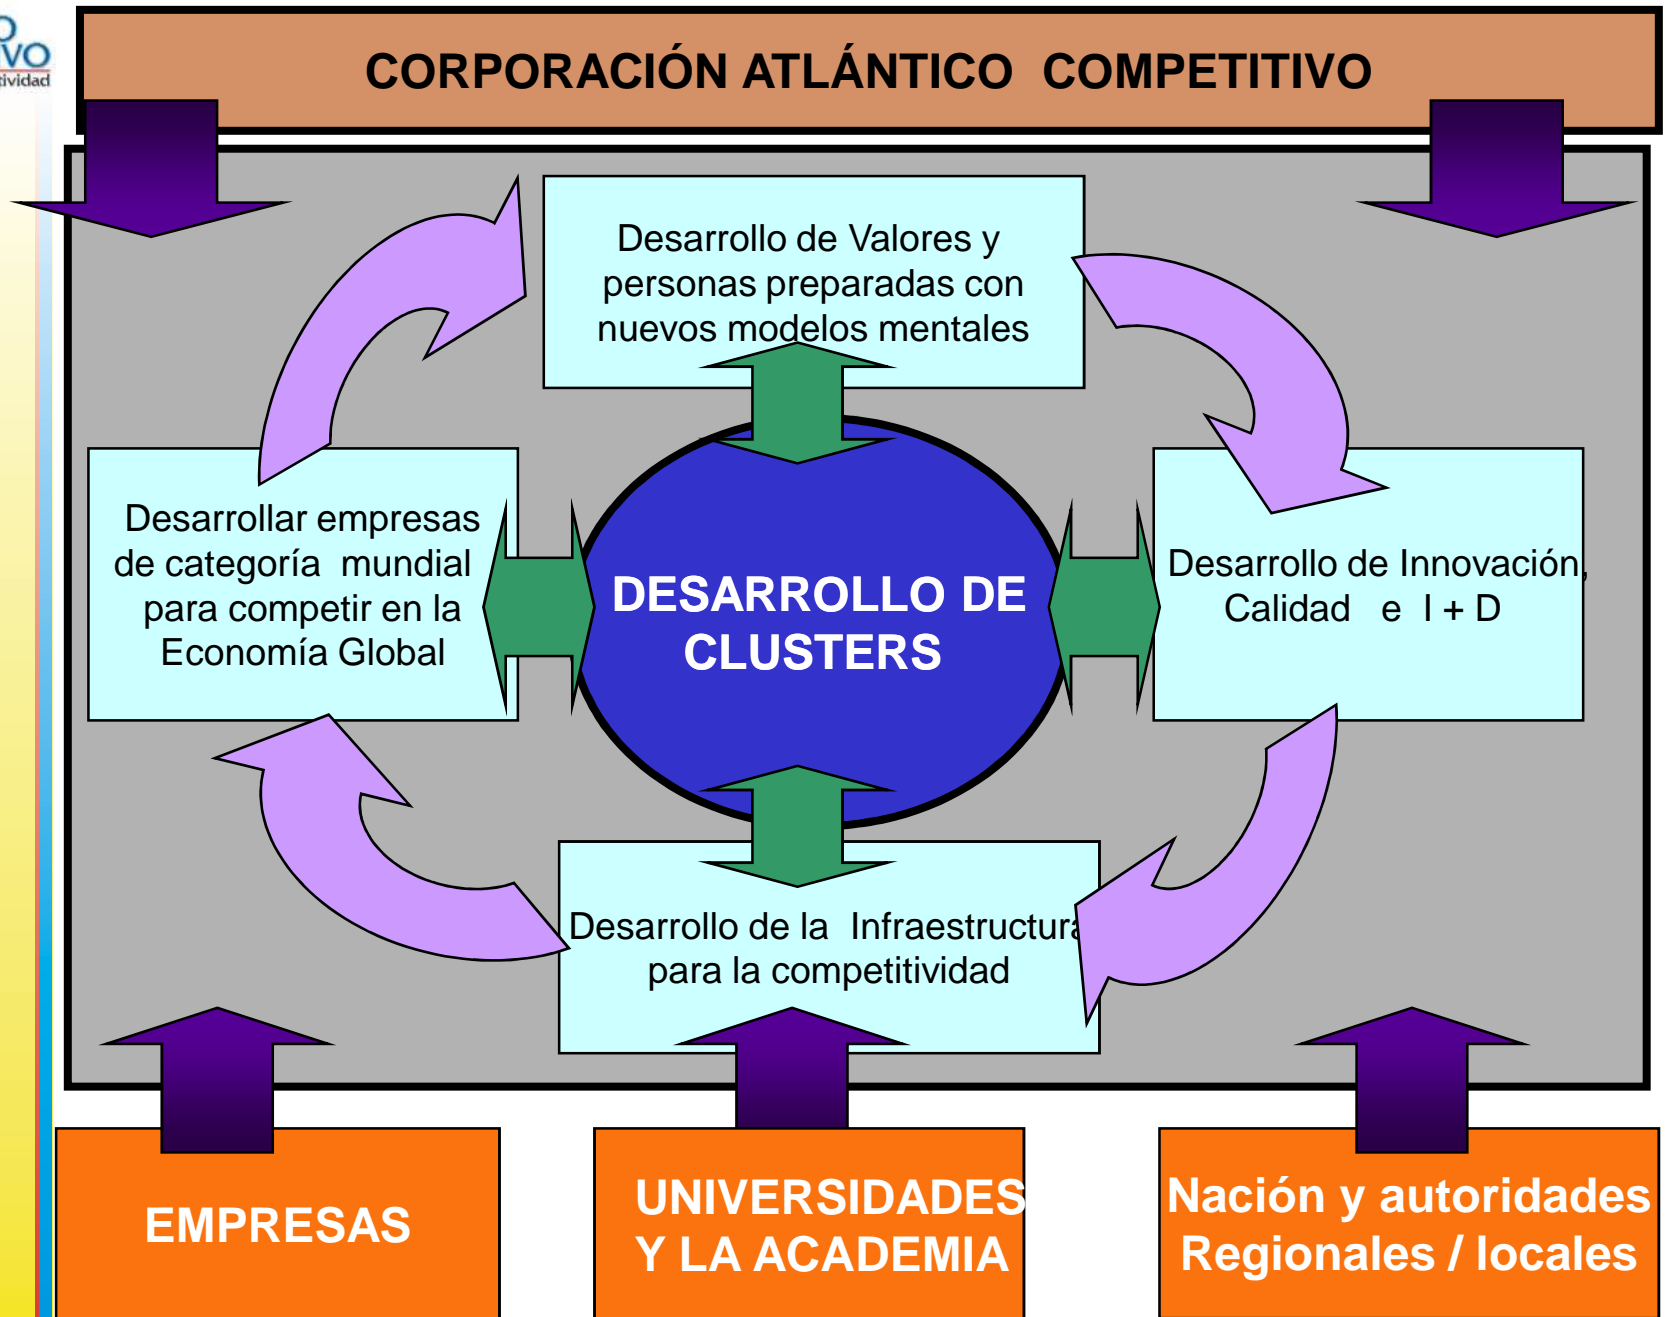 CORPORACIÓN ATLÁNTICO COMPETITIVO
Desarrollo de Valores y
personas preparadas con
nuevos modelos mentales
Desarrollar empresas
de categoría mundial
para competir en la
Economía Global
DESARROLLO DE
CLUSTERS
Desarrollo de Innovación,
Calidad e I + D
Desarrollo de la Infraestructura
para la competitividad
EMPRESAS
UNIVERSIDADES
Y LA ACADEMIA
Nación y autoridades
Regionales / locales